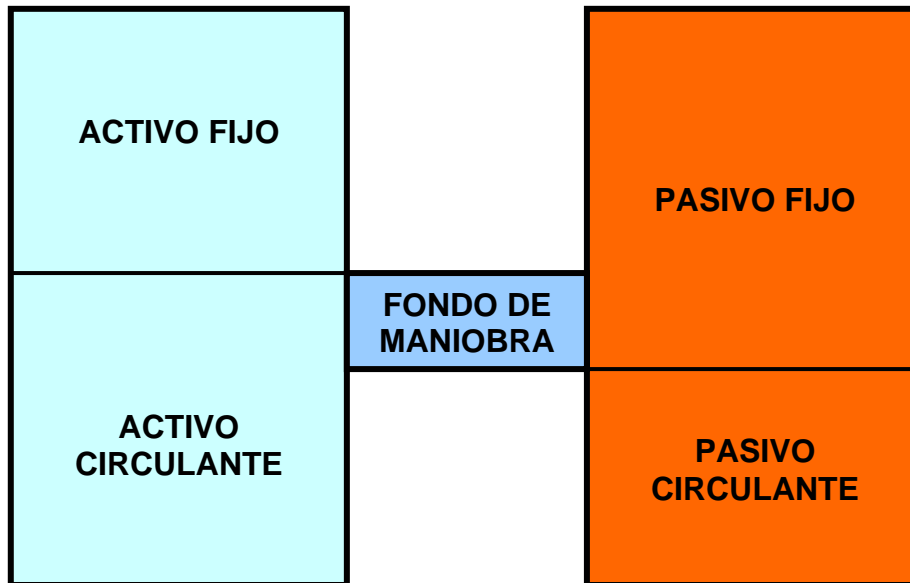 ACTIVO FIJO
PASIVO FIJO
FONDO DE
MANIOBRA
ACTIVO
CIRCULANTE
PASIVO
CIRCULANTE